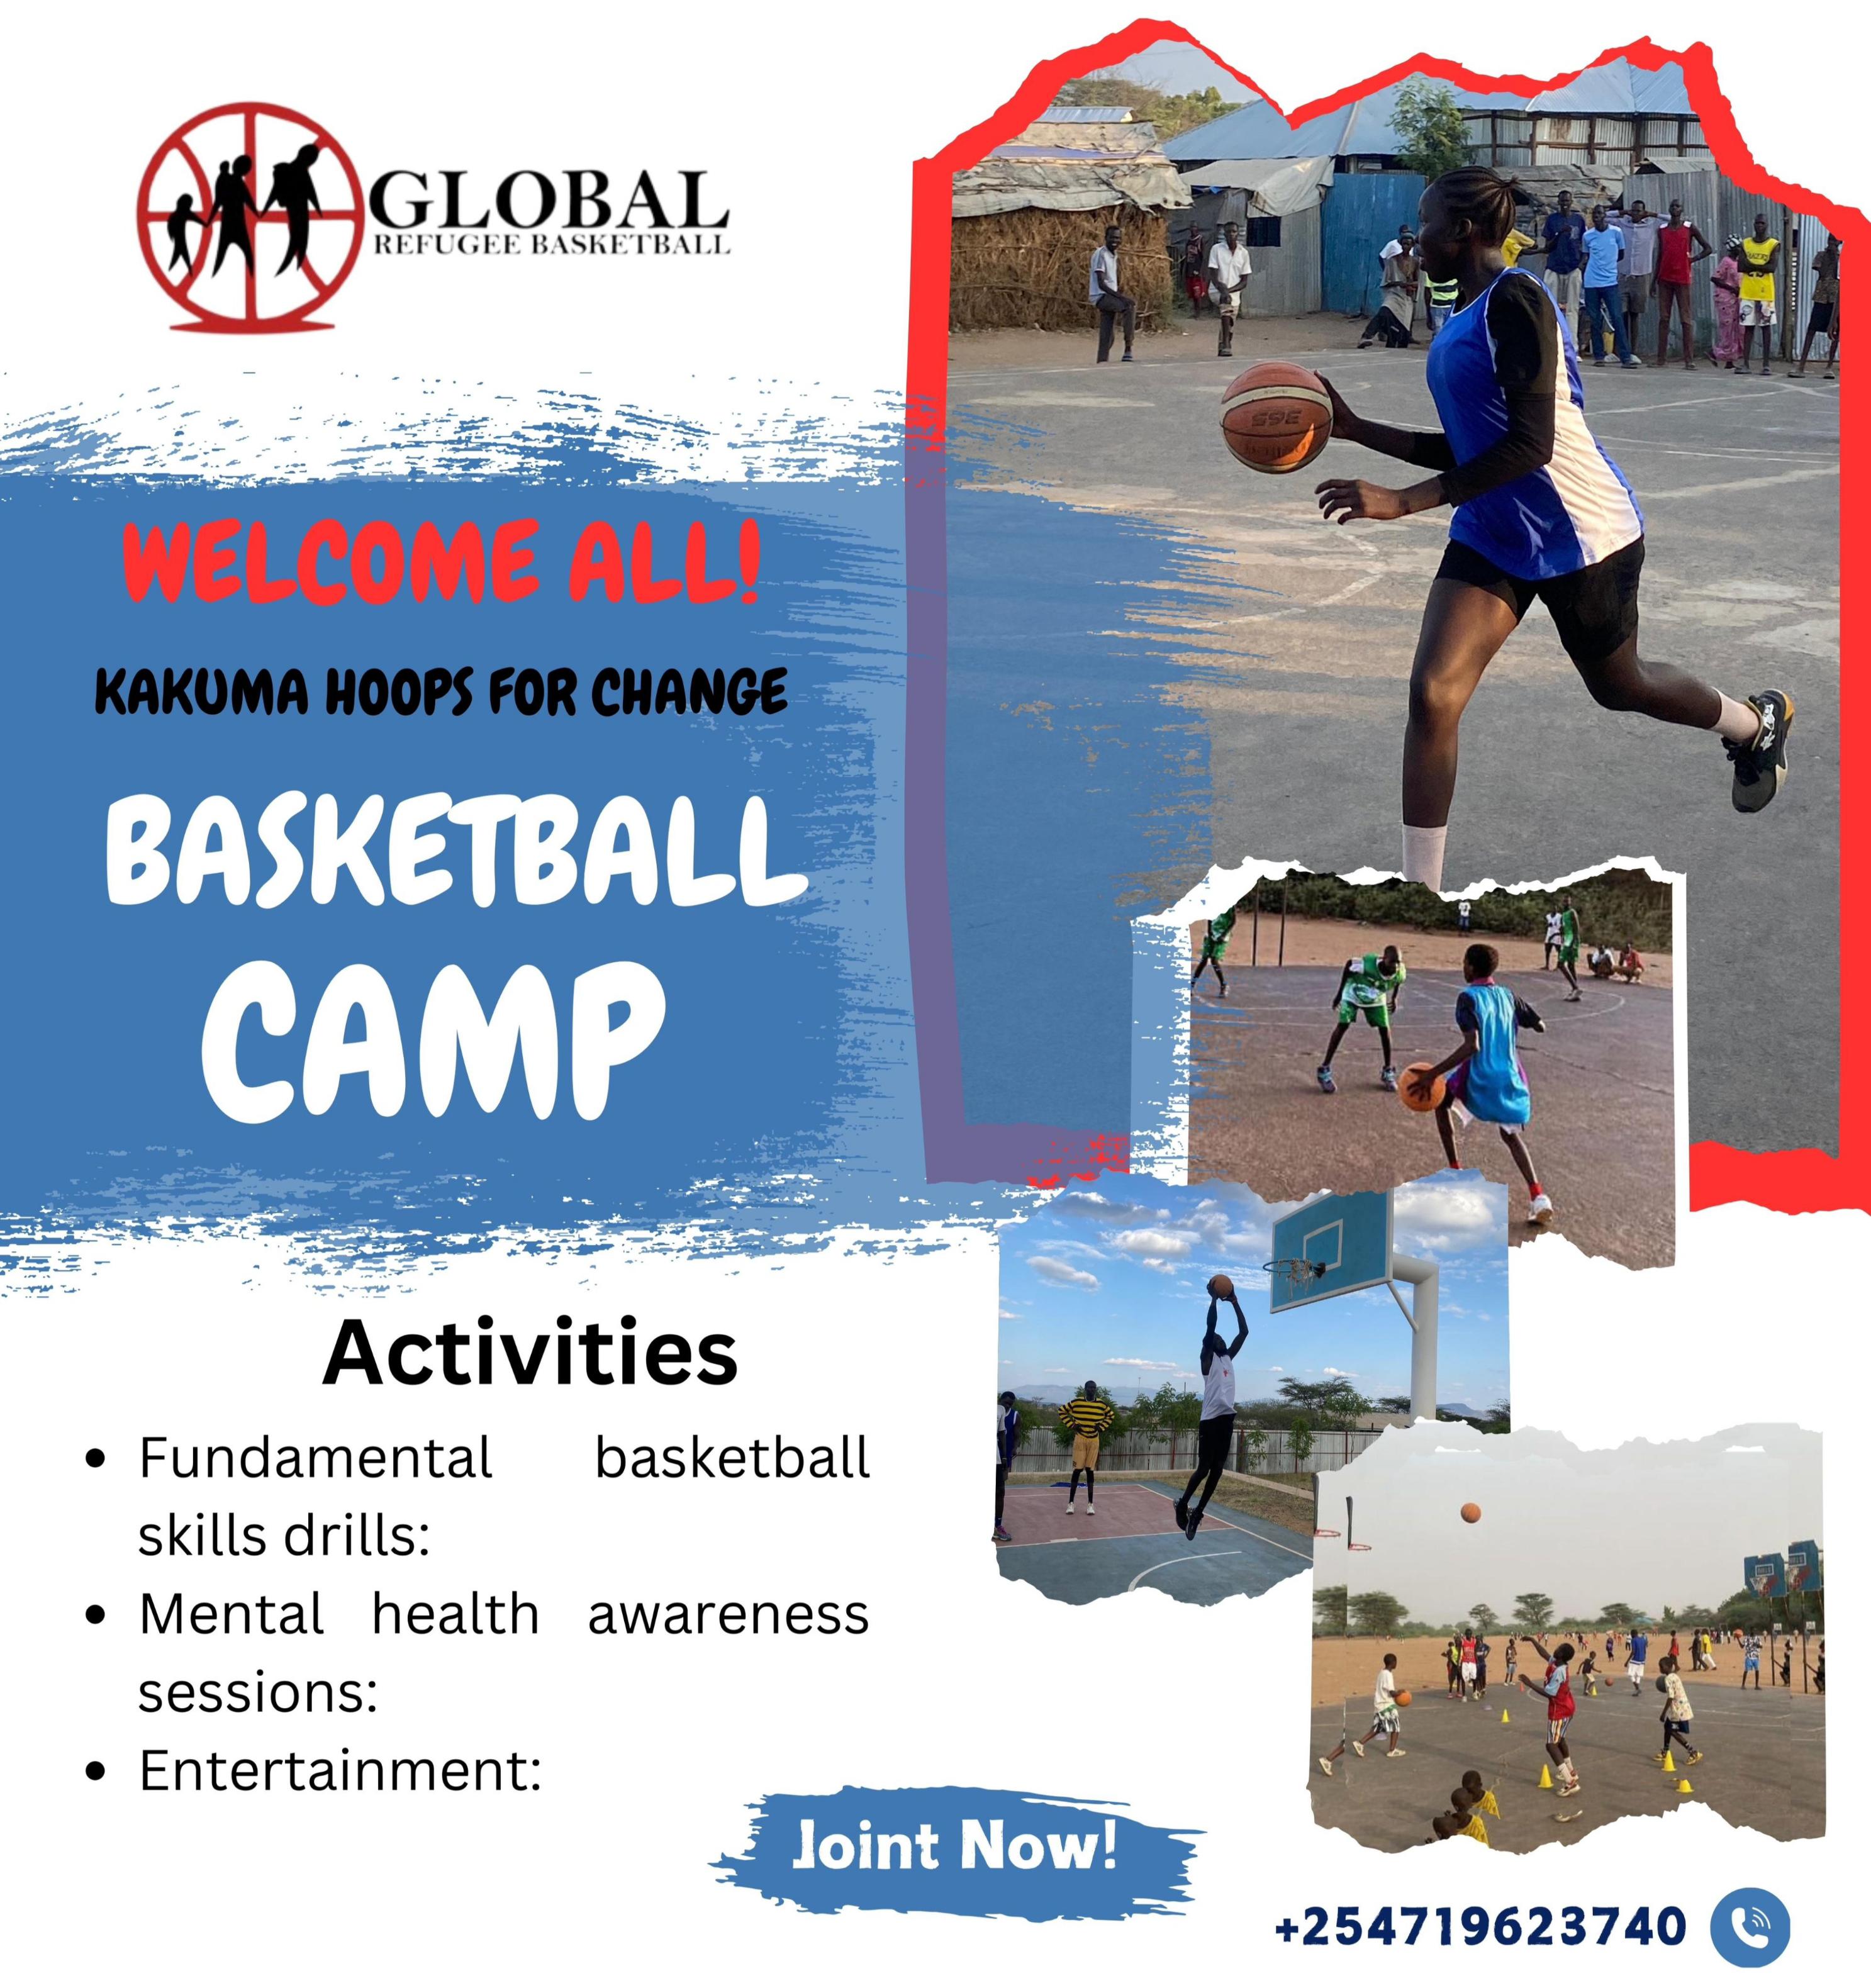 GLOBAL
REFUGEE BASKETBALL
WELCOME ALL!
KAKUMA HOOPS FOR CHANGE
BASKETBALL
CAMP
Activities
• Fundamental basketball
skills drills:
• Mental health awareness
sessions:
• Entertainment:
Joint Now!
+254719623740